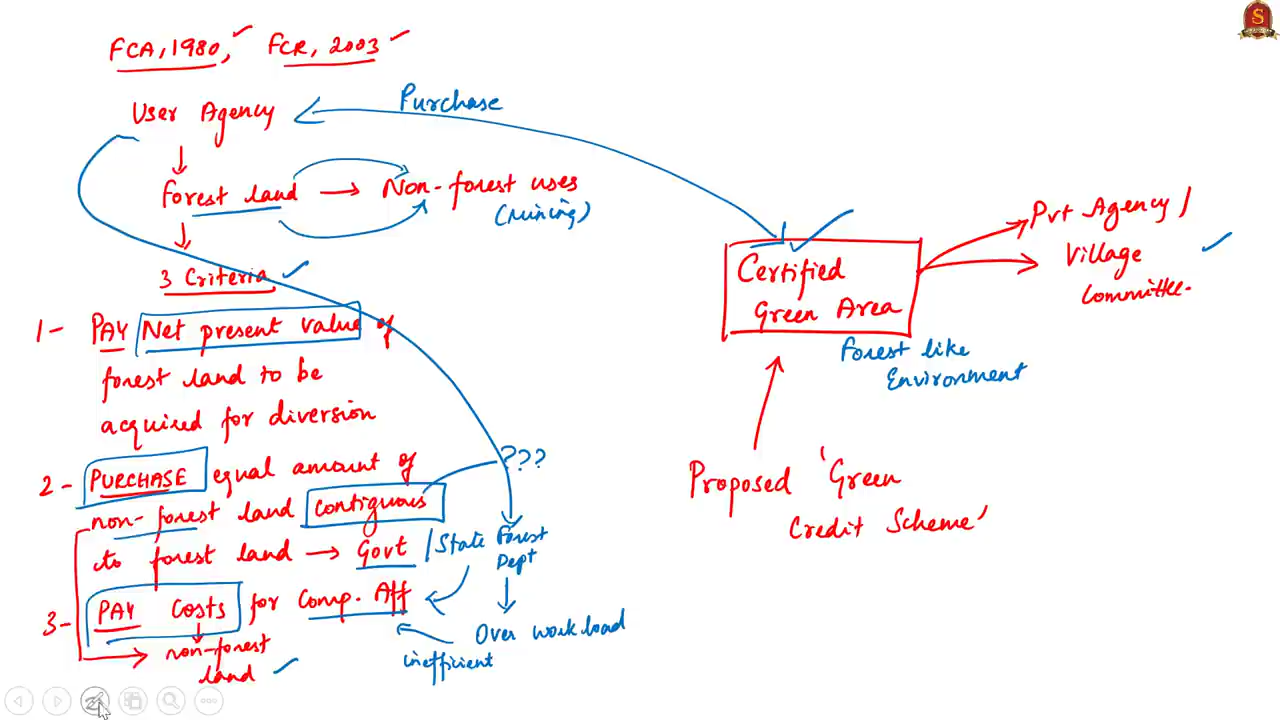 FCA, 1980, FCR, 2003
User Agency
Purchase
Forest land → Non-forest uses
(Mining)
3 Criteria
1- PAY Net present value of
forest land to be
acquired for diversion
2- PURCHASE equal amount of
non-forest land contiguous
???
to forest land → Govt / State Forest
Dept
3- PAY Costs for Comp. Aff
non-forest
land
Over work load
inefficient
Certified
Green Area
Forest like
Environment
Pvt Agency /
Village
Committee.
Proposed 'Green
Credit Scheme'
S